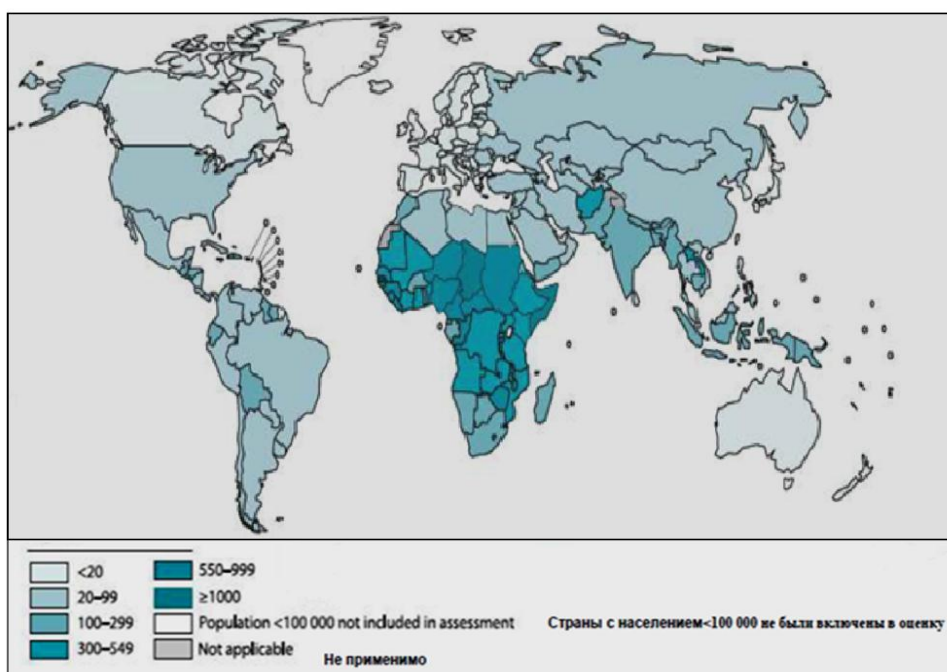 <20
20–99
100–299
300–549
550–999
≥1000
Population <100 000 not included in assessment
Страны с населением<100 000 не были включены в оценку
Not applicable
Не применимо